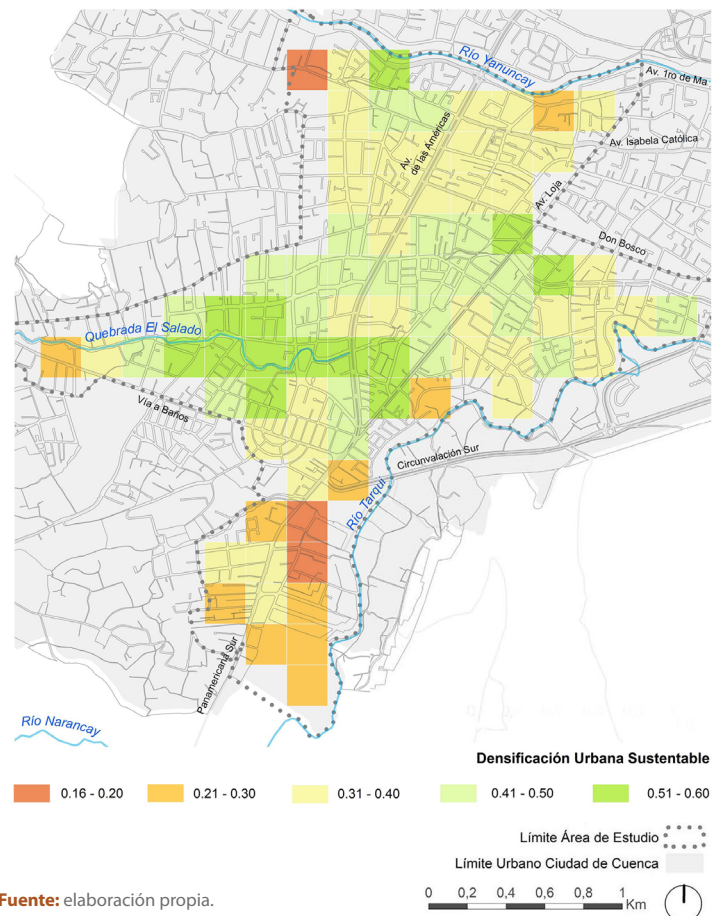 Río Yanuncay
Av. 1ro de Ma
Av.
de las Américas
Av. Isabela Católica
Av. Loja
Don Bosco
Quebrada El Salado
Vía a Baños
Circunvalación Sur
Río Tarqui
Panamericana Sur
Río Narancay
Densificación Urbana Sustentable
0.16 - 0.20 0.21 - 0.30 0.31 - 0.40 0.41 - 0.50 0.51 - 0.60
Límite Área de Estudio
Límite Urbano Ciudad de Cuenca
0 0,2 0,4 0,6 0,8 1
Km
Fuente: elaboración propia.